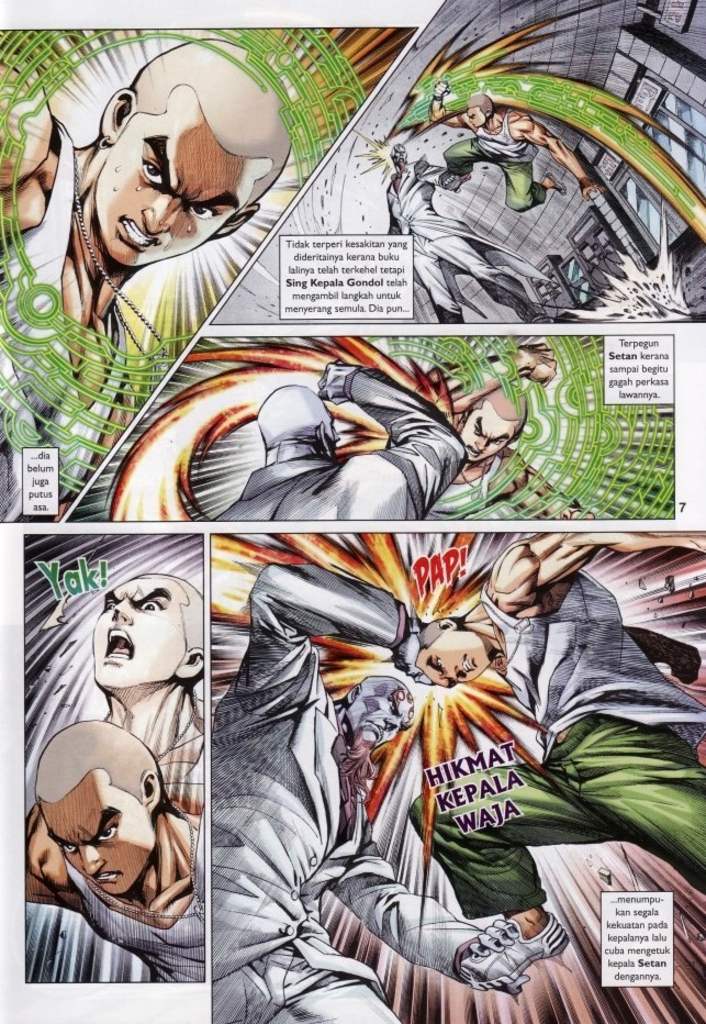 Tidak terperi kesakitan yang
dideritainya kerana buku
lalinya telah terkehel tetapi
Sing Kepala Gondol telah
mengambil langkah untuk
menyerang semula. Dia pun...
...dia
belum
juga
putus
asa.
Terpegun
Setan kerana
sampai begitu
gagah perkasa
lawannya.
7
Yak!
PAP!
HIKMAT
KEPALA
WAJA
...menumpu-
kan segala
kekuatan pada
kepalanya lalu
cuba mengetuk
kepala Setan
dengannya.